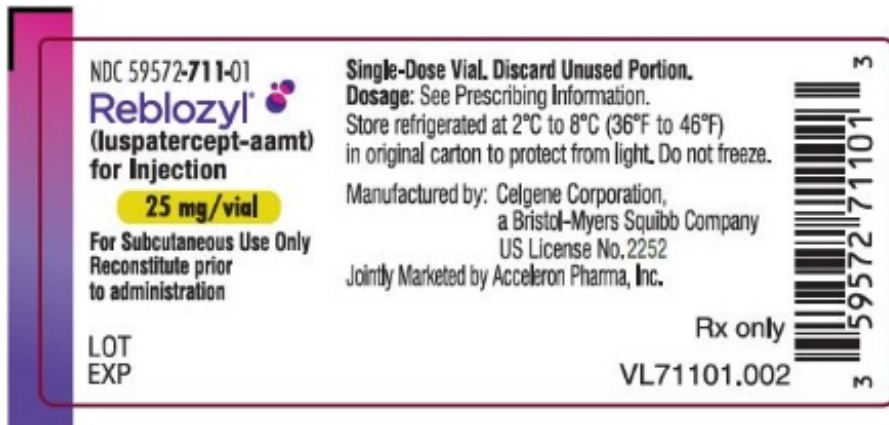 NDC 59572-711-01
Reblozyl®
(luspatercept-aamt)
for Injection
25 mg/vial
For Subcutaneous Use Only
Reconstitute prior
to administration
LOT
EXP
Single-Dose Vial. Discard Unused Portion.
Dosage: See Prescribing Information.
Store refrigerated at 2°C to 8°C (36°F to 46°F)
in original carton to protect from light. Do not freeze.
Manufactured by: Celgene Corporation,
a Bristol-Myers Squibb Company
US License No. 2252
Jointly Marketed by Acceleron Pharma, Inc.
Rx only
VL71101.002
3 59572 71101 3